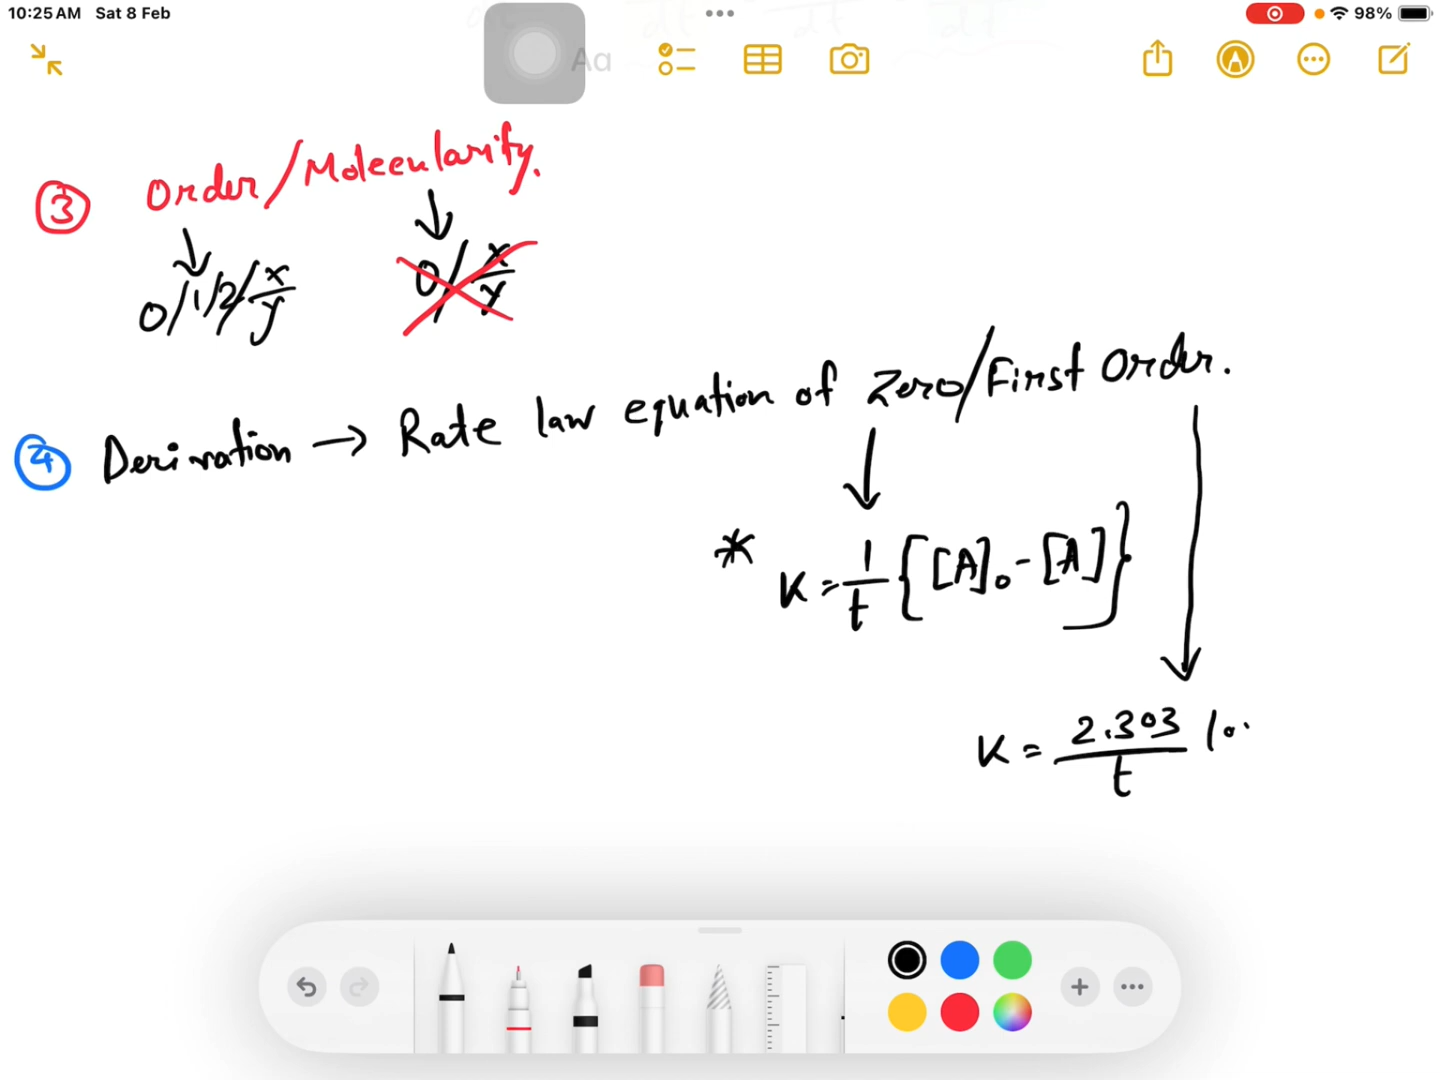 10:25 AM Sat 8 Feb
98%
Aa
③ Order/Molecularity.
0/1/2/x/y 0/x/y
④ Derivation → Rate law equation of Zero/First Order.
* K = 1/t {[A]₀ - [A]}
K = 2.303/t lo